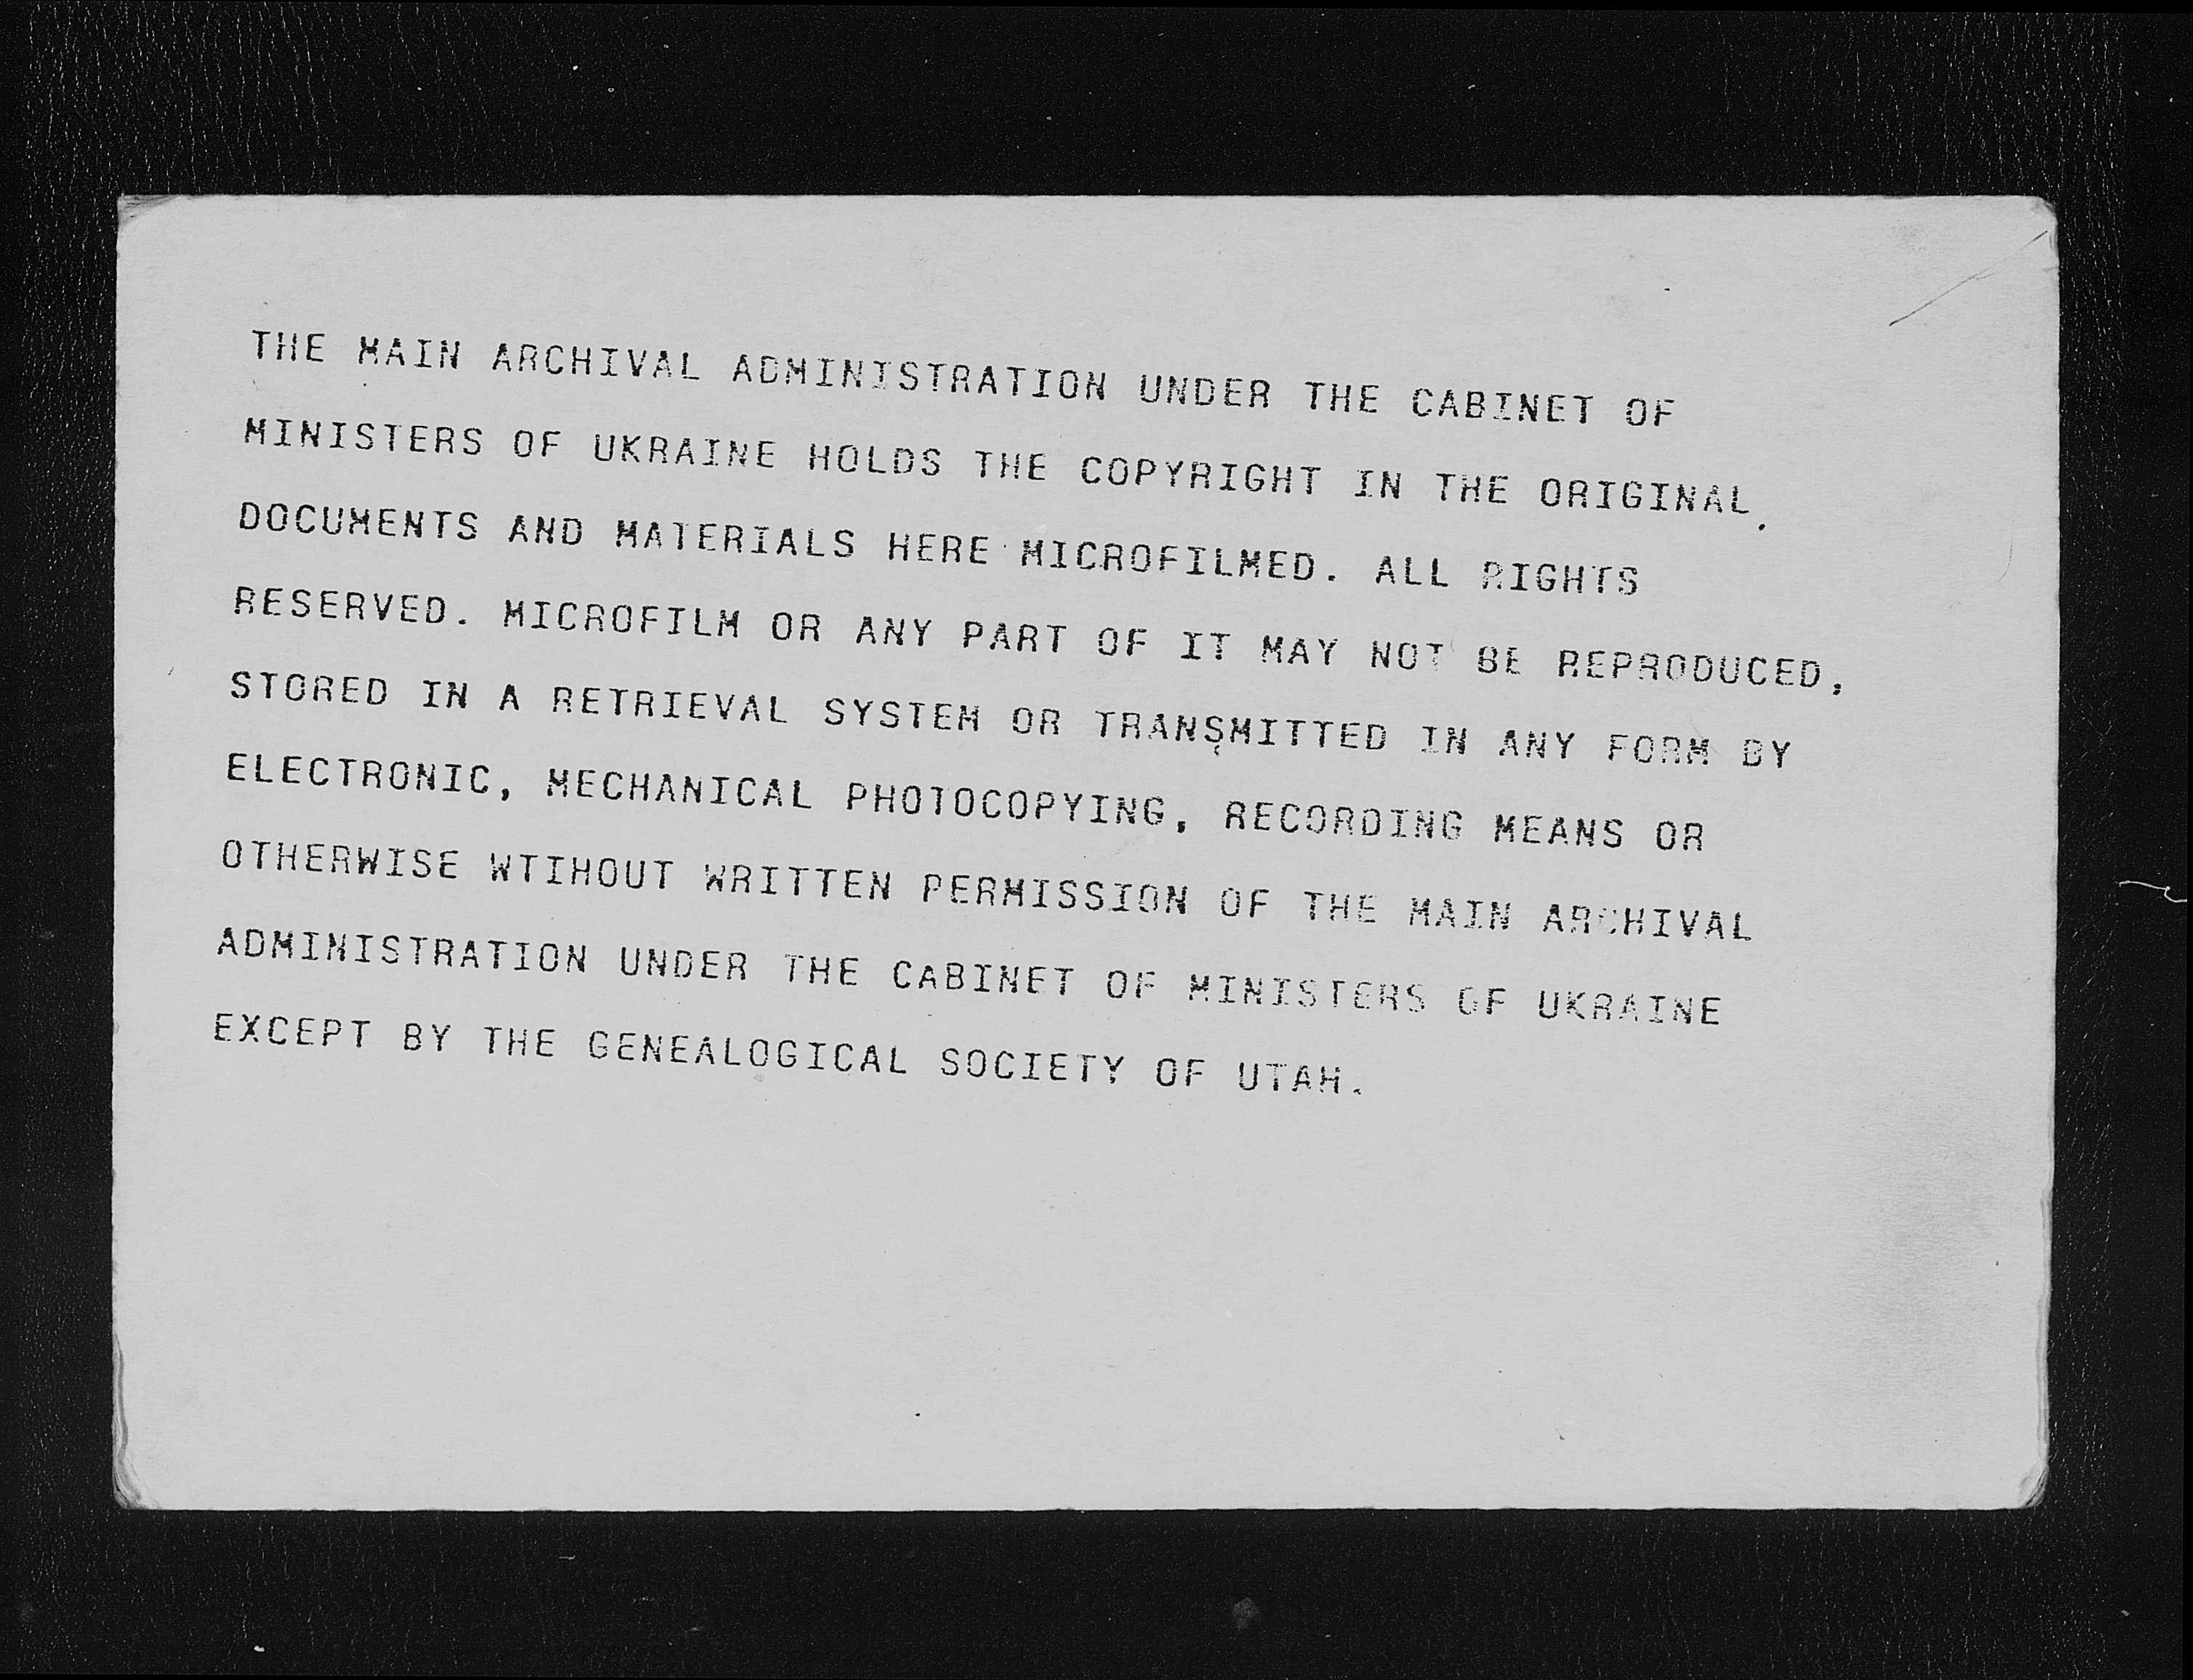 THE MAIN ARCHIVAL ADMINISTRATION UNDER THE CABINET OF
MINISTERS OF UKRAINE HOLDS THE COPYRIGHT IN THE ORIGINAL
DOCUMENTS AND MATERIALS HERE MICROFILMED. ALL RIGHTS
RESERVED. MICROFILM OR ANY PART OF IT MAY NOT BE REPRODUCED,
STORED IN A RETRIEVAL SYSTEM OR TRANSMITTED IN ANY FORM BY
ELECTRONIC, MECHANICAL PHOTOCOPYING, RECORDING MEANS OR
OTHERWISE WTIHOUT WRITTEN PERMISSION OF THE MAIN ARCHIVAL
ADMINISTRATION UNDER THE CABINET OF MINISTERS OF UKRAINE
EXCEPT BY THE GENEALOGICAL SOCIETY OF UTAH.